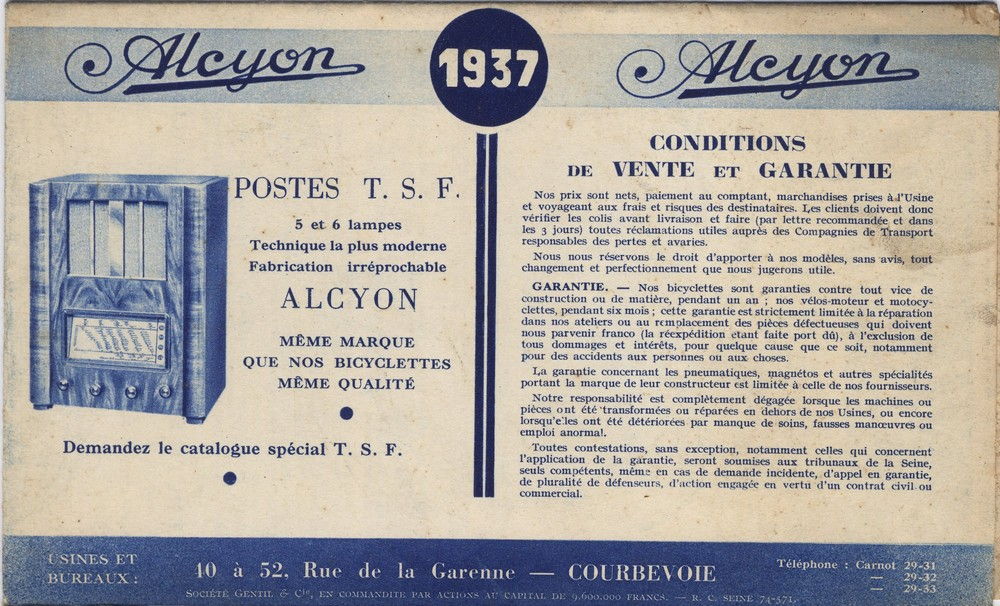 Alcyon
1937
Alcyon
POSTES T. S. F.
5 et 6 lampes
Technique la plus moderne
Fabrication irréprochable
ALCYON
MÊME MARQUE
QUE NOS BICYCLETTES
MÊME QUALITÉ
Demandez le catalogue spécial T. S. F.
CONDITIONS
DE VENTE ET GARANTIE
Nos prix sont nets, paiement au comptant, marchandises prises à l'Usine
et voyageant aux frais et risques des destinataires. Les clients doivent donc
vérifier les colis avant livraison et faire (par lettre recommandée et dans
les 3 jours) toutes réclamations utiles auprès des Compagnies de Transport
responsables des pertes et avaries.
Nous nous réservons le droit d'apporter à nos modèles, sans avis, tout
changement et perfectionnement que nous jugerons utile.
GARANTIE. — Nos bicyclettes sont garanties contre tout vice de
construction ou de matière, pendant un an ; nos vélos-moteur et motocy-
clettes, pendant six mois ; cette garantie est strictement limitée à la réparation
dans nos ateliers ou au remplacement des pièces défectueuses qui doivent
nous parvenir franco (la réexpédition étant faite port dû), à l'exclusion de
tous dommages et intérêts, pour quelque cause que ce soit, notamment
pour des accidents aux personnes ou aux choses.
La garantie concernant les pneumatiques, magnétos et autres spécialités
portant la marque de leur constructeur est limitée à celle de nos fournisseurs.
Notre responsabilité est complètement dégagée lorsque les machines ou
pièces ont été transformées ou réparées en dehors de nos Usines, ou encore
lorsqu'elles ont été détériorées par manque de soins, fausses manœuvres ou
emploi anormal.
Toutes contestations, sans exception, notamment celles qui concernent
l'application de la garantie, seront soumises aux tribunaux de la Seine,
seuls compétents, même en cas de demande incidente, d'appel en garantie,
de pluralité de défenseurs, d'action engagée en vertu d'un contrat civil ou
commercial.
USINES ET
BUREAUX :
40 à 52, Rue de la Garenne — COURBEVOIE
Téléphone : Carnot 29-31
— 29-32
— 29-33
SOCIÉTÉ GENTIL & Cie, EN COMMANDITE PAR ACTIONS AU CAPITAL DE 9.600.000 FRANCS. — R. C. SEINE 74-571.